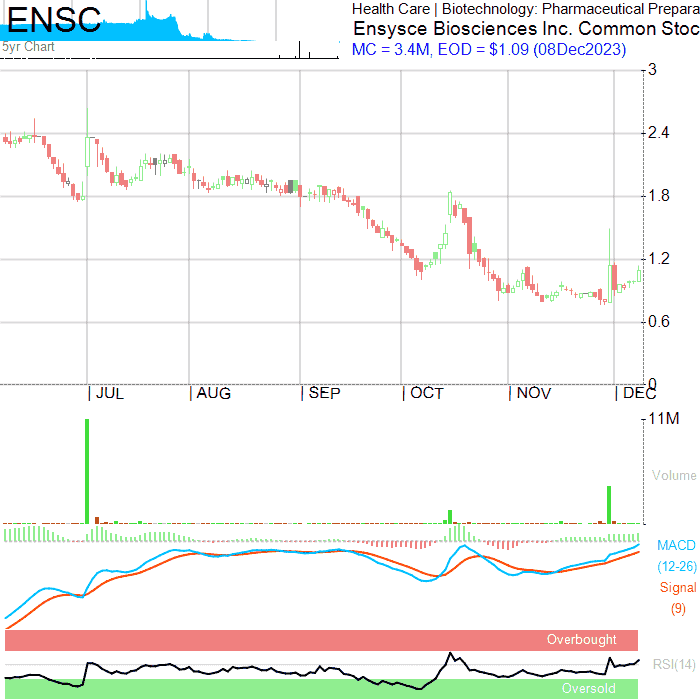 ENSC
5yr Chart
Health Care | Biotechnology: Pharmaceutical Prepara
Ensysce Biosciences Inc. Common Stoc
MC = 3.4M, EOD = $1.09 (08Dec2023)
3
2.4
1.8
1.2
0.6
0
JUL AUG SEP OCT NOV DEC
11M
Volume
MACD
(12-26)
Signal
(9)
Overbought
RSI(14)
Oversold